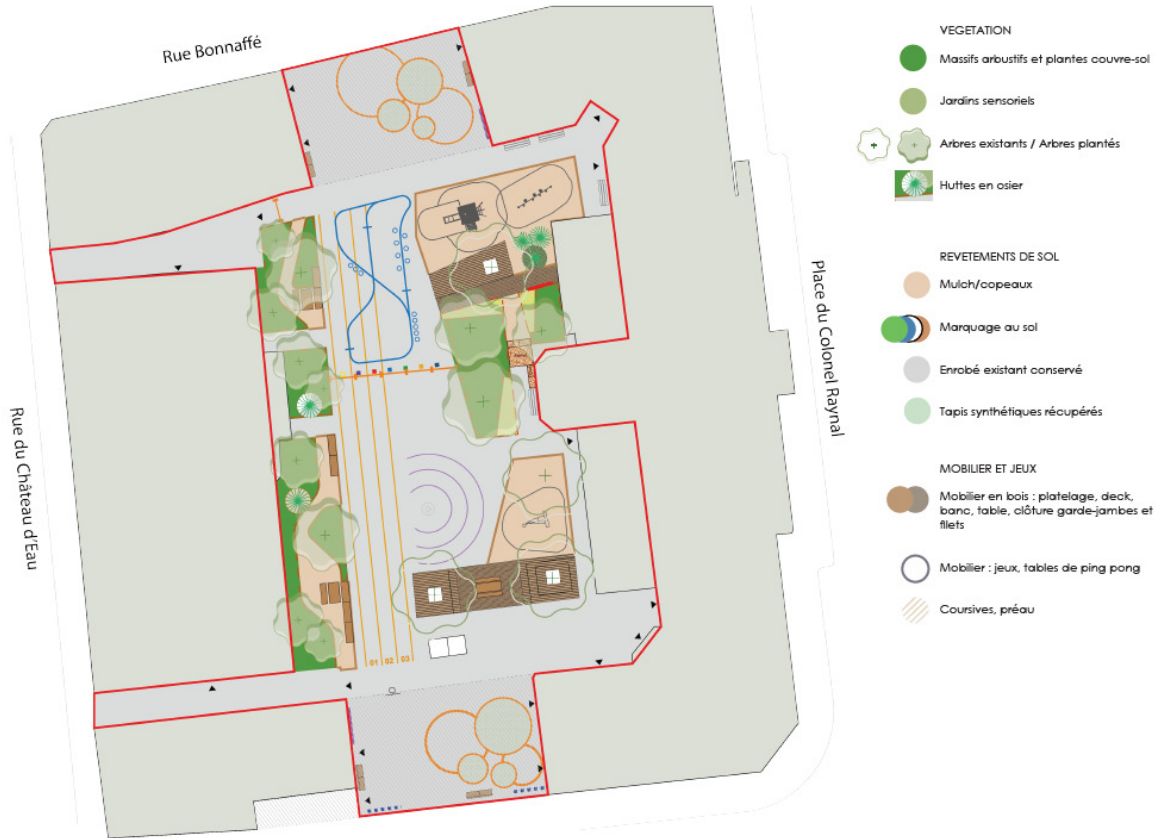 Rue Bonnaffé
Rue du Château d'Eau
Place du Colonel Raynal
01 02 03
VEGETATION
Massifs arbustifs et plantes couvre-sol
Jardins sensoriels
Arbres existants / Arbres plantés
Huttes en osier
REVETEMENTS DE SOL
Mulch/copeaux
Marquage au sol
Enrobé existant conservé
Tapis synthétiques récupérés
MOBILIER ET JEUX
Mobilier en bois : platelage, deck,
banc, table, clôture garde-jambes et
filets
Mobilier : jeux, tables de ping pong
Coursives, préau